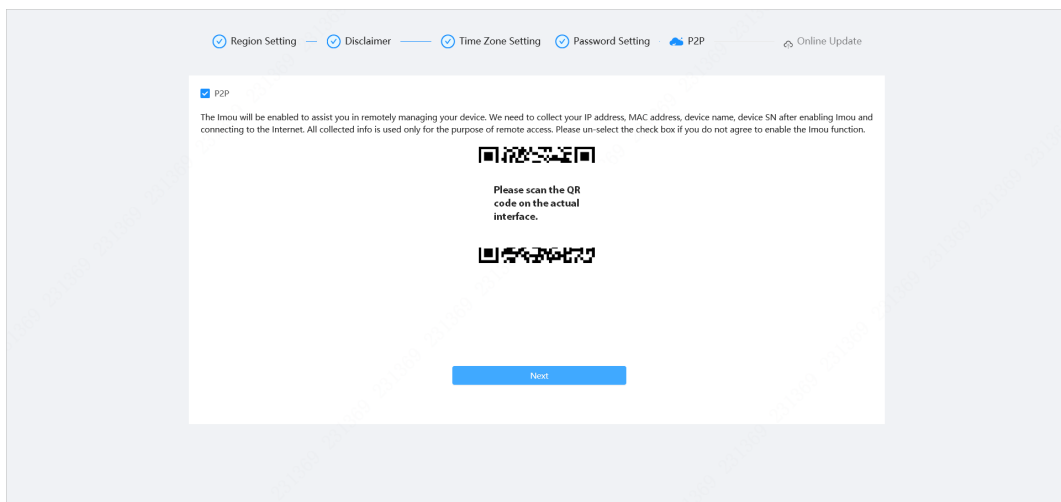 Region Setting
Disclaimer
Time Zone Setting
Password Setting
P2P
Online Update
P2P
The Imou will be enabled to assist you in remotely managing your device. We need to collect your IP address, MAC address, device name, device SN after enabling Imou and
connecting to the Internet. All collected info is used only for the purpose of remote access. Please un-select the check box if you do not agree to enable the Imou function.
Please scan the QR
code on the actual
interface.
Next